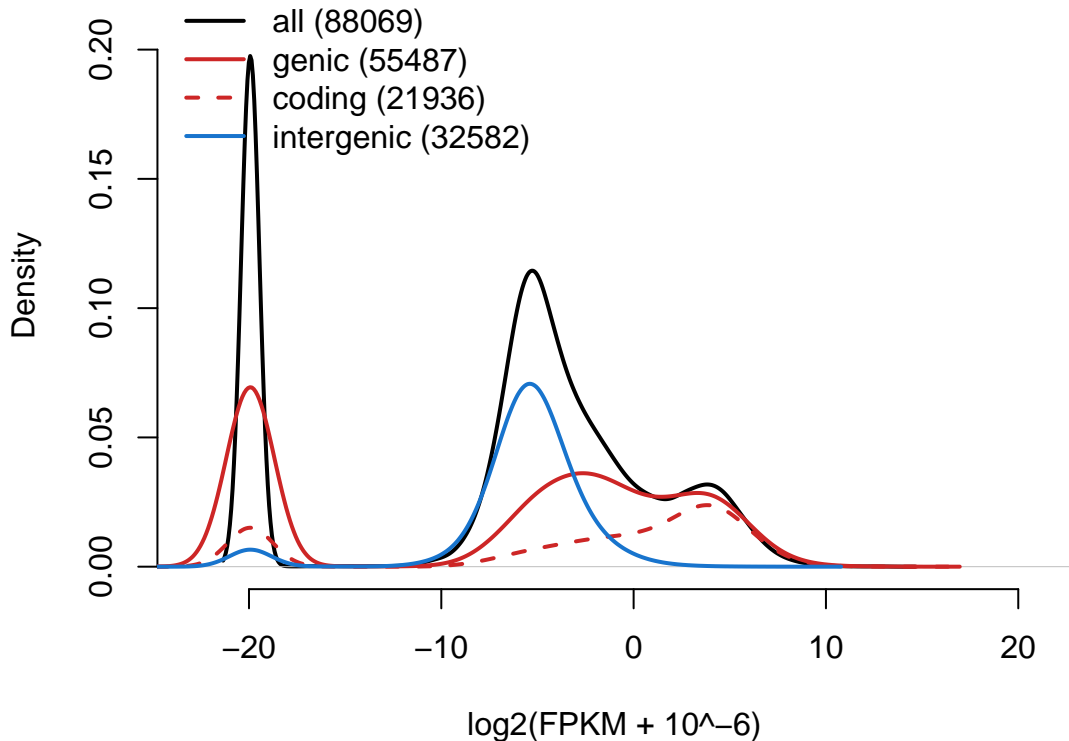 all (88069)
genic (55487)
coding (21936)
intergenic (32582)
Density
0.20
0.15
0.10
0.05
0.00
−20 −10 0 10 20
log2(FPKM + 10^−6)